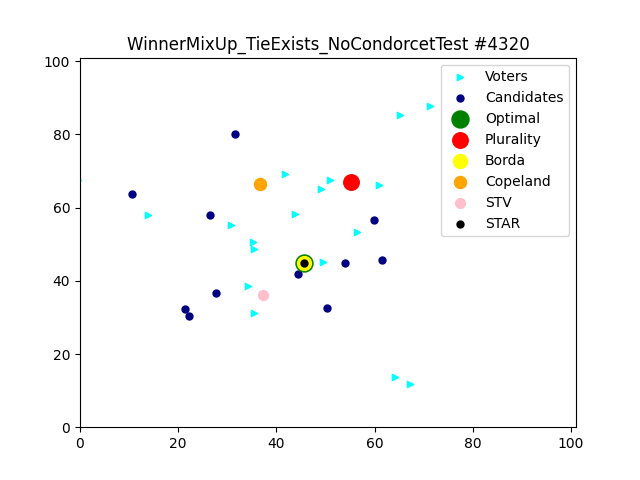 WinnerMixUp_TieExists_NoCondorcetTest #4320
Voters
Candidates
Optimal
Plurality
Borda
Copeland
STV
STAR
100
80
60
40
20
0
0 20 40 60 80 100